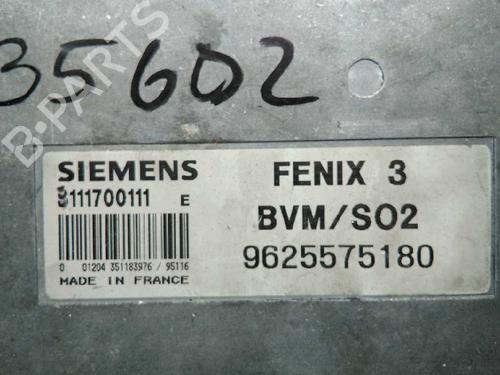 35602
B-PARTS
SIEMENS
FENIX 3
S111700111 E
BVM/SO2
0 01204 351183976 / 95116
9625575180
MADE IN FRANCE